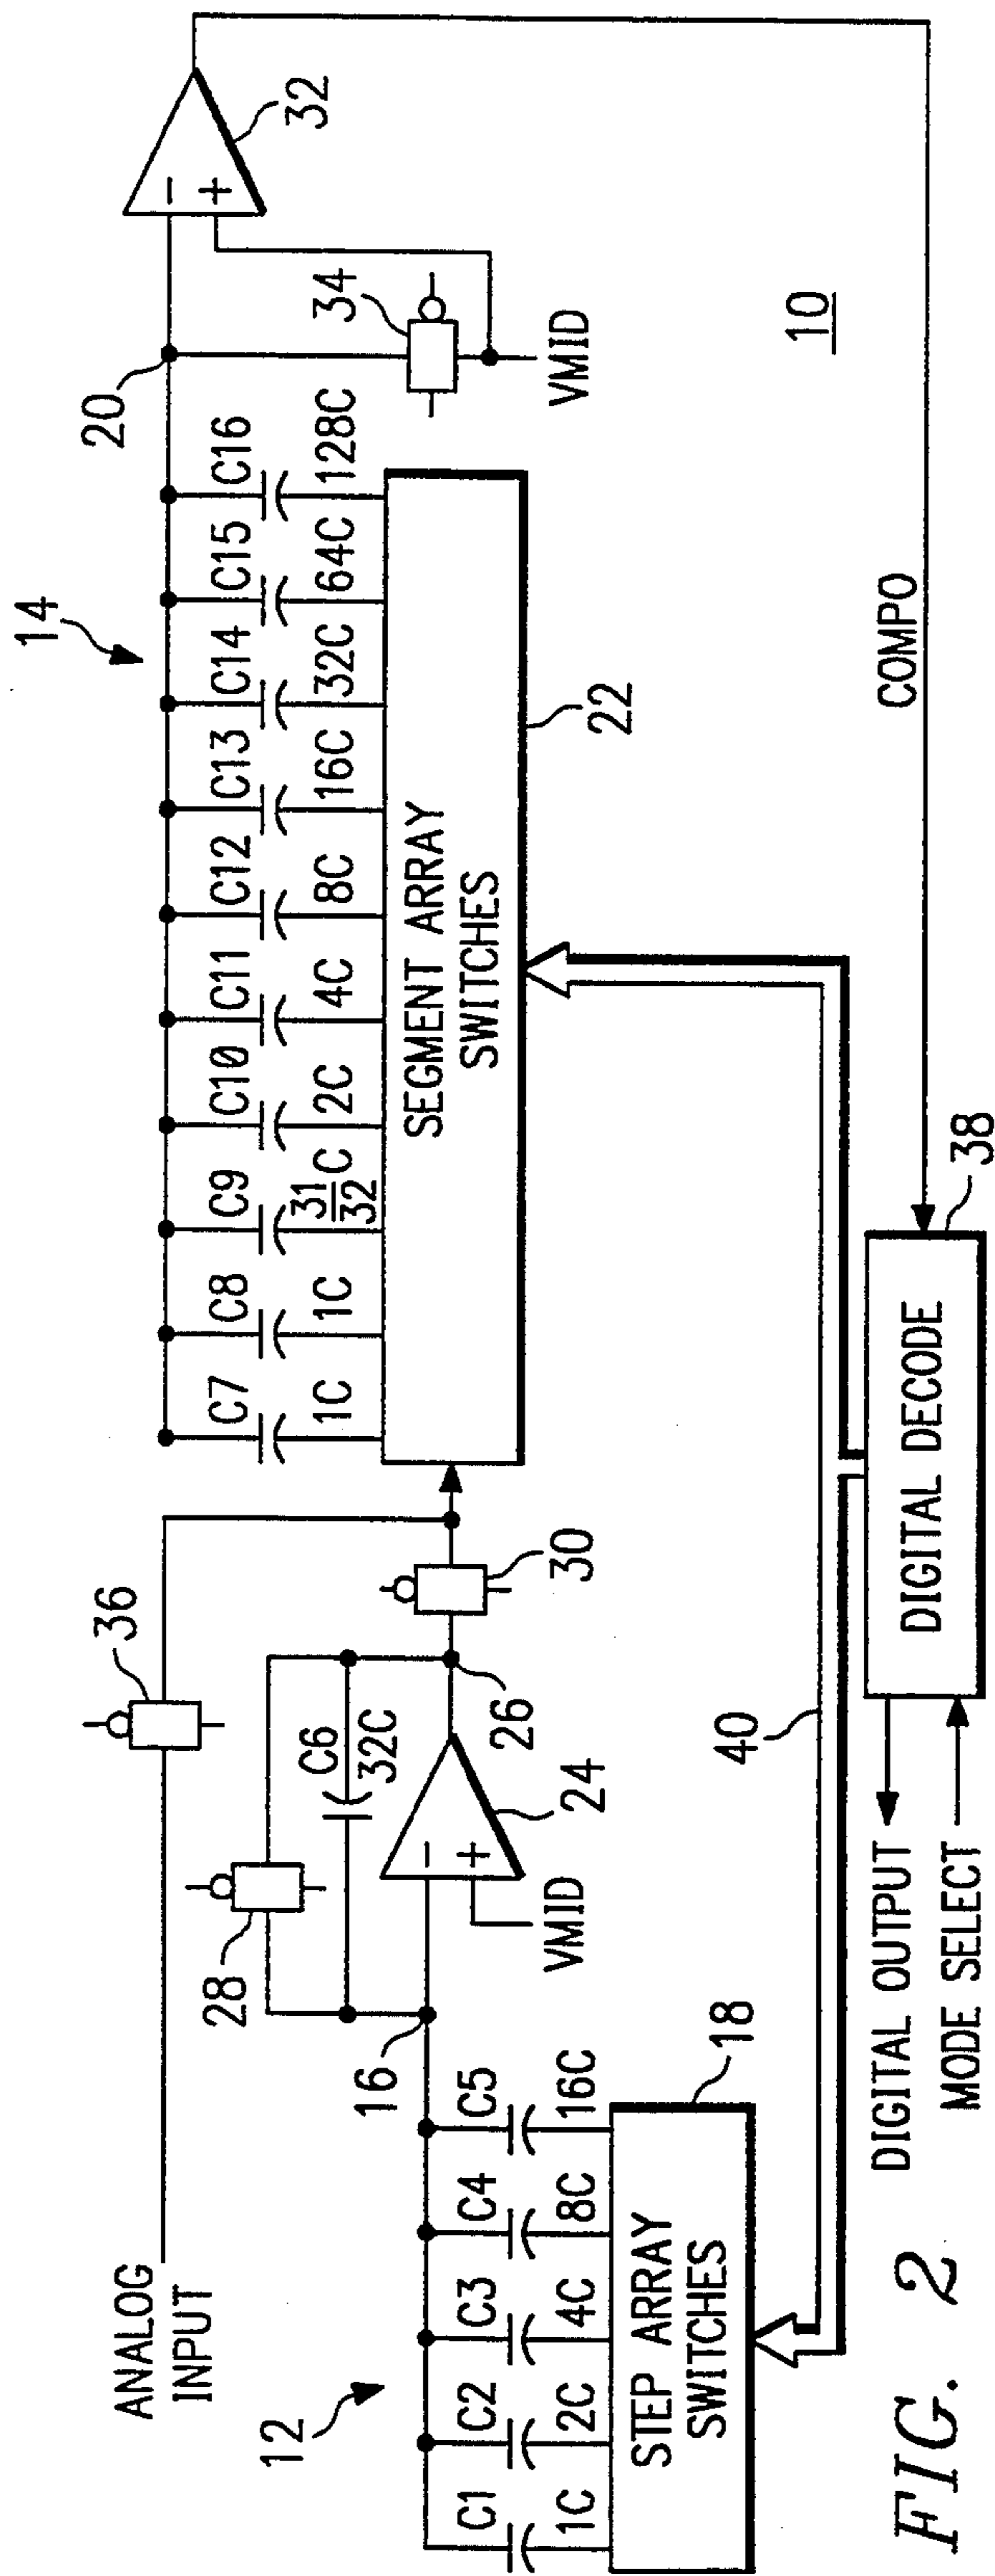 14
20
32
C7
C8
C9
C10
C11
C12
C13
C14
C15
C16
1C
1C
31/32 C
2C
4C
8C
16C
32C
64C
128C
34
−
+
VMID
SEGMENT ARRAY
SWITCHES
22
10
ANALOG
INPUT
36
28
C6
32C
30
26
16
−
+
24
VMID
12
C1
C2
C3
C4
C5
1C
2C
4C
8C
16C
STEP ARRAY
SWITCHES
18
40
COMPO
DIGITAL DECODE
38
DIGITAL OUTPUT
MODE SELECT
FIG. 2